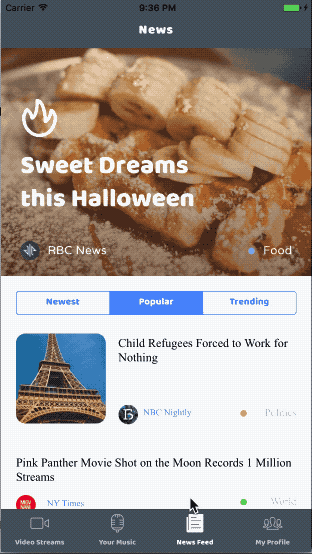 Carrier 9:36 PM
News
Sweet Dreams
this Halloween
RBC News Food
Newest Popular Trending
Child Refugees Forced to Work for
Nothing
NBC Nightly Politics
Pink Panther Movie Shot on the Moon Records 1 Million
Streams
NY Times
Video Streams Your Music News Feed My Profile